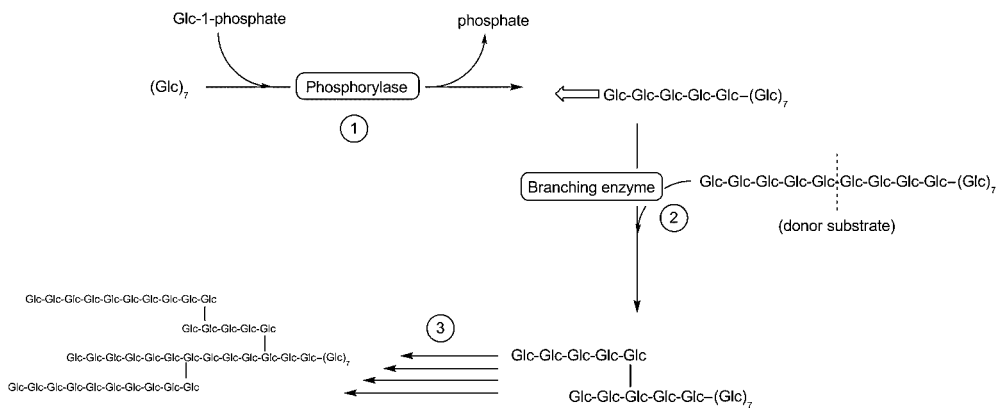 Glc-1-phosphate
phosphate
(Glc)7
Phosphorylase
1
Glc-Glc-Glc-Glc-Glc–(Glc)7
Branching enzyme
Glc-Glc-Glc-Glc-Glc-Glc-Glc-Glc-Glc–(Glc)7
2
(donor substrate)
Glc-Glc-Glc-Glc-Glc-Glc-Glc-Glc-Glc-Glc
Glc-Glc-Glc-Glc-Glc
3
Glc-Glc-Glc-Glc-Glc-Glc-Glc-Glc-Glc-Glc-Glc-Glc-Glc–(Glc)7
Glc-Glc-Glc-Glc-Glc
Glc-Glc-Glc-Glc-Glc-Glc-Glc-Glc-Glc-Glc
Glc-Glc-Glc-Glc-Glc–(Glc)7